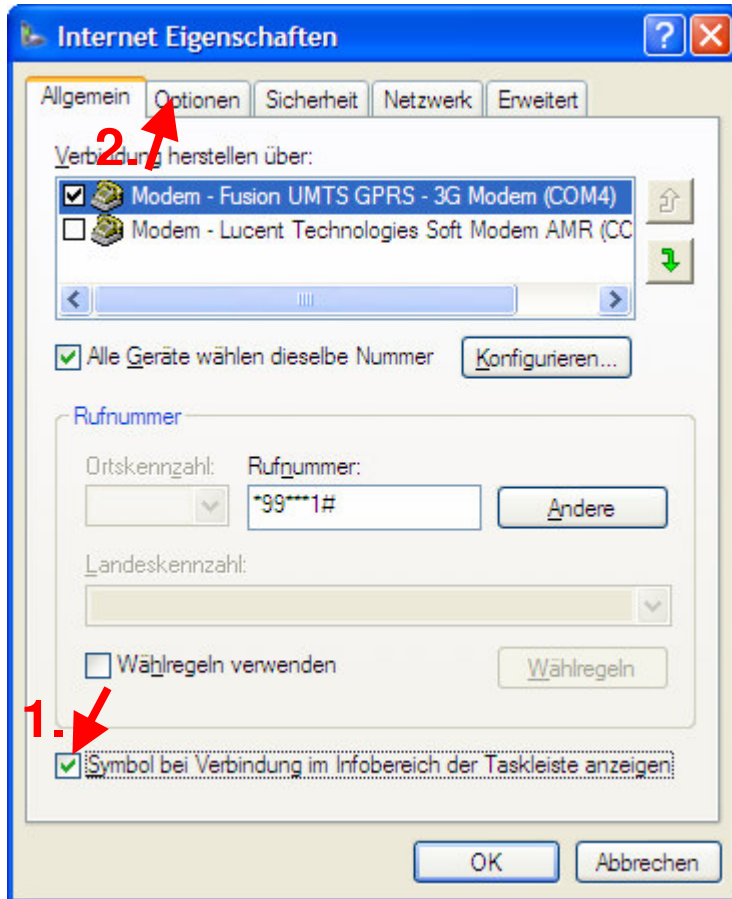 Internet Eigenschaften
Allgemein Optionen Sicherheit Netzwerk Erweitert
2.
Verbindung herstellen über:
Modem - Fusion UMTS GPRS - 3G Modem (COM4)
Modem - Lucent Technologies Soft Modem AMR (CO
Alle Geräte wählen dieselbe Nummer Konfigurieren...
Rufnummer
Ortskennzahl: Rufnummer:
*99***1# Andere
Landeskennzahl:
Wählregeln verwenden Wählregeln
1.
Symbol bei Verbindung im Infobereich der Taskleiste anzeigen
OK Abbrechen